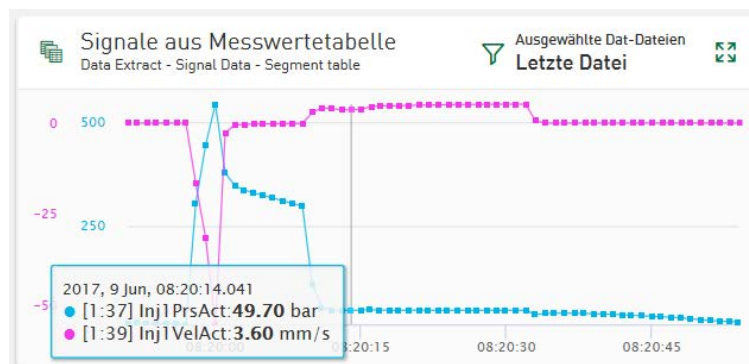 Signale aus Messwertetabelle
Data Extract - Signal Data - Segment table
Ausgewählte Dat-Dateien
Letzte Datei
0
500
-25
250
2017, 9 Jun, 08:20:14.041
[1:37] Inj1PrsAct:49.70 bar
[1:39] Inj1VelAct:3.60 mm/s
08:20:00
08:20:15
08:20:30
08:20:45